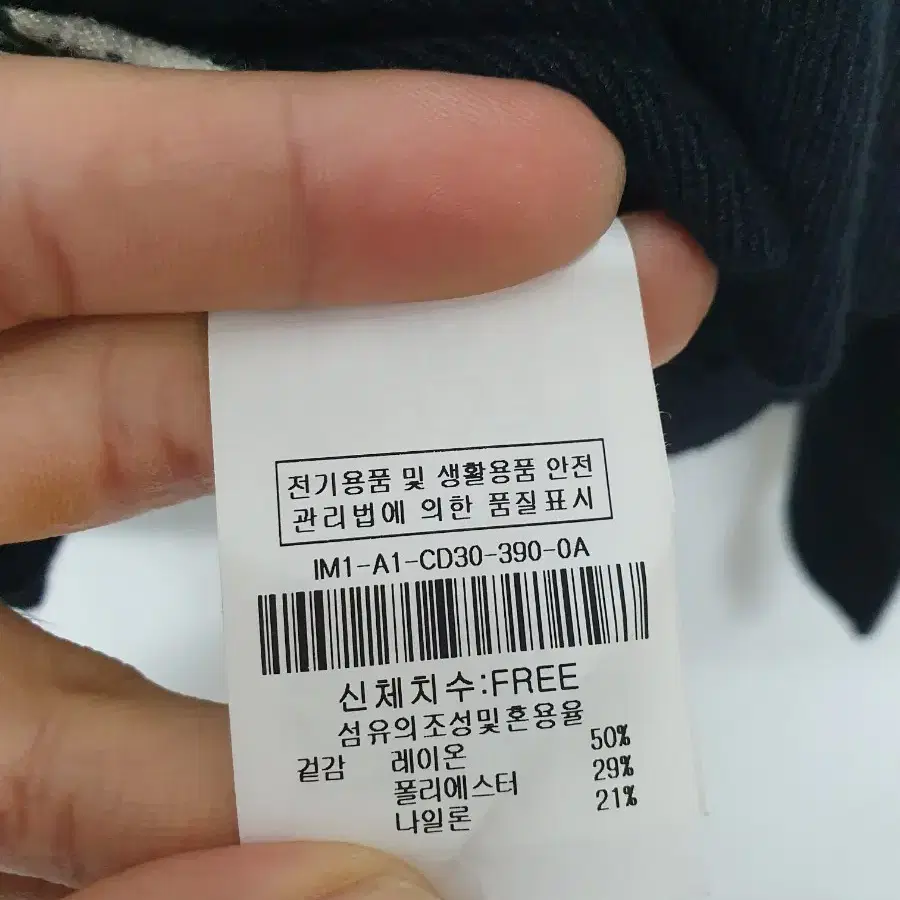 전기용품 및 생활용품 안전
관리법에 의한 품질표시
IM1-A1-CD30-390-0A
신체치수:FREE
섬유의조성및혼용율
겉감 레이온 50%
폴리에스터 29%
나일론 21%